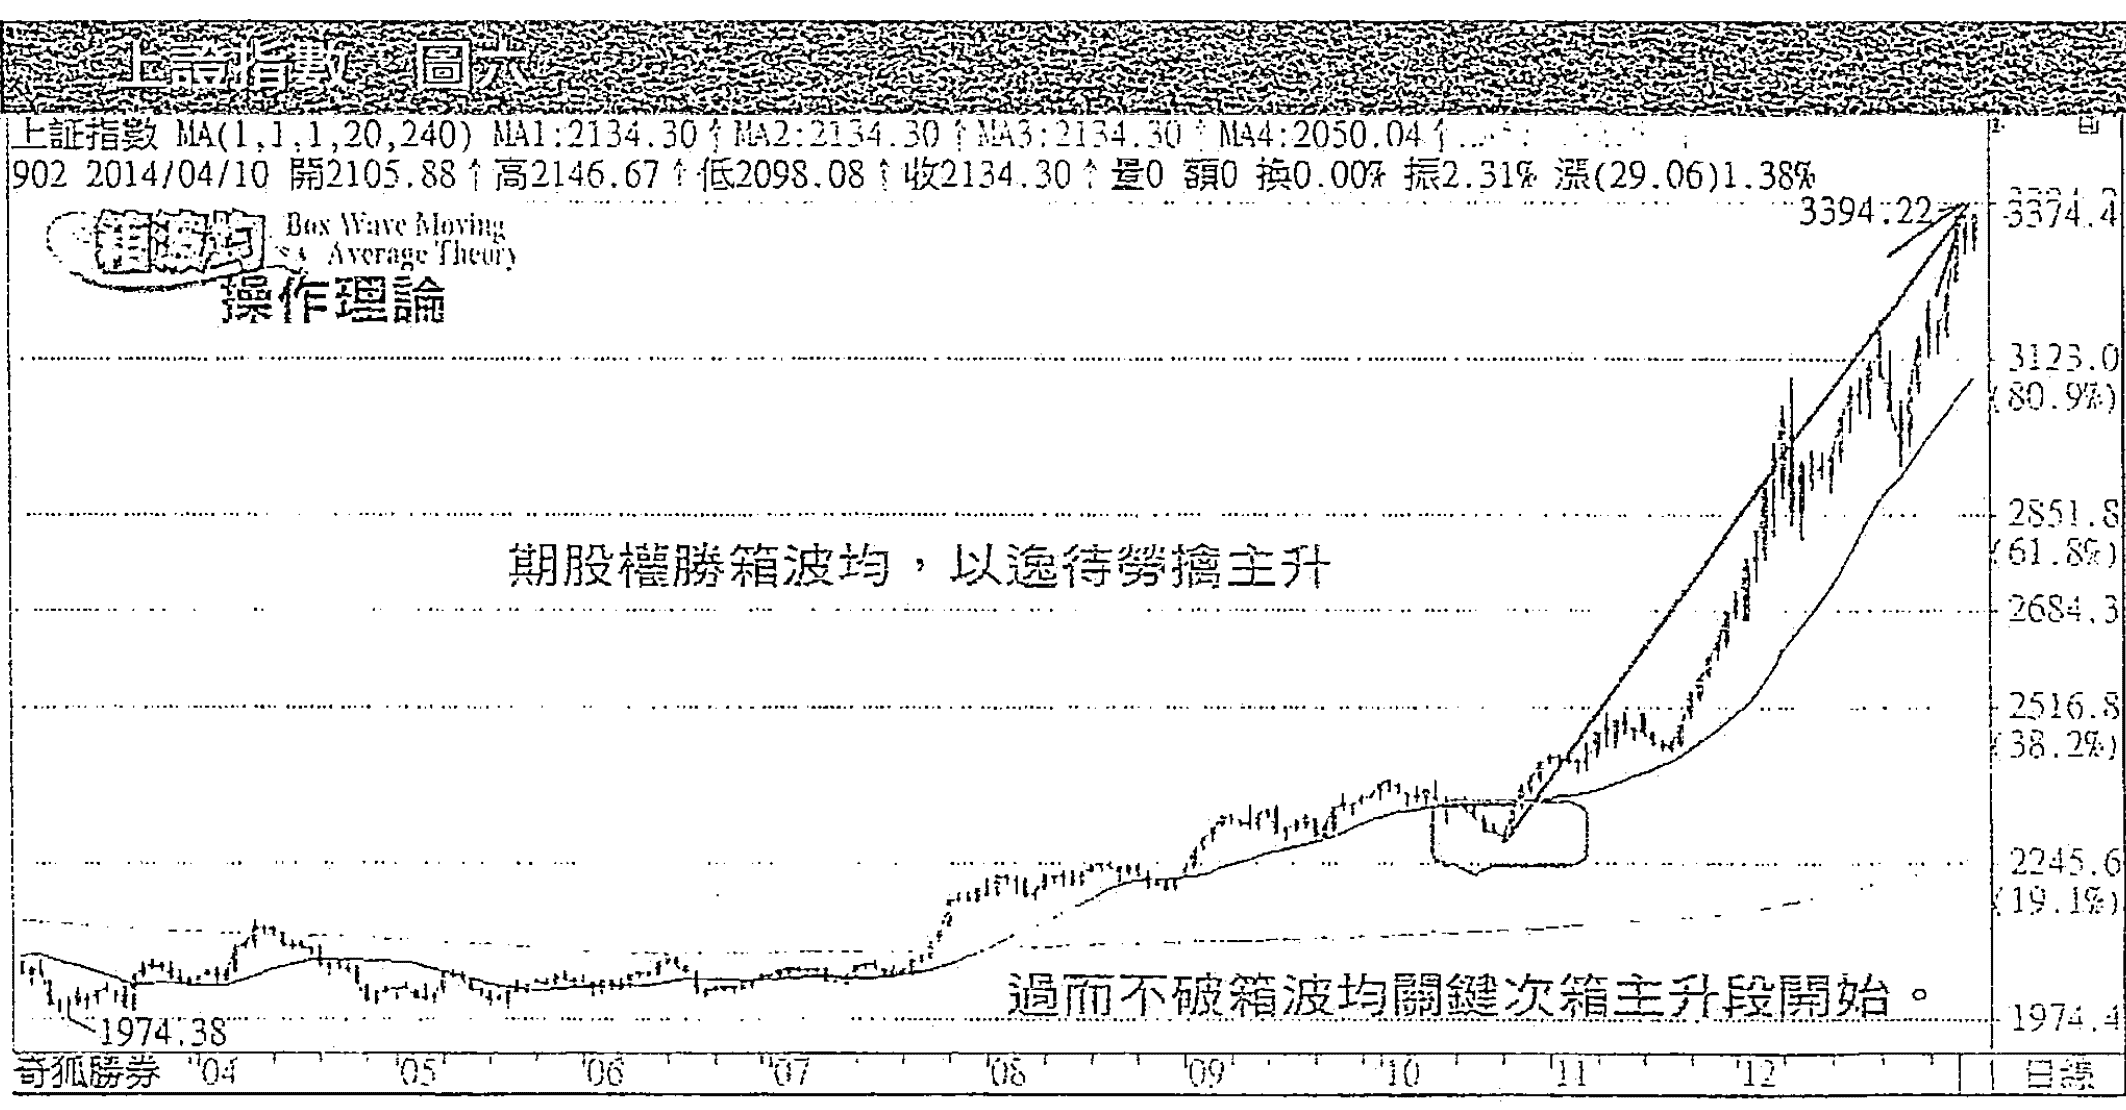 上證指數 圖六
上証指數 MA(1,1,1,20,240) MA1:2134.30↑MA2:2134.30↑MA3:2134.30↑MA4:2050.04↑
902 2014/04/10 開2105.88↑高2146.67↑低2098.08↑收2134.30↑量0 額0 換0.00% 振2.31% 漲(29.06)1.38%
3394.22
3374.4
箱波均 Box Wave Moving
Average Theory
操作理論
3123.0
(80.9%)
2851.8
(61.8%)
期股權勝箱波均，以逸待勞擒主升
2684.3
2516.8
(38.2%)
2245.6
(19.1%)
過而不破箱波均關鍵次箱主升段開始。
1974.4
1974.38
奇狐勝券 '04 '05 '06 '07 '08 '09 '10 '11 '12 日線